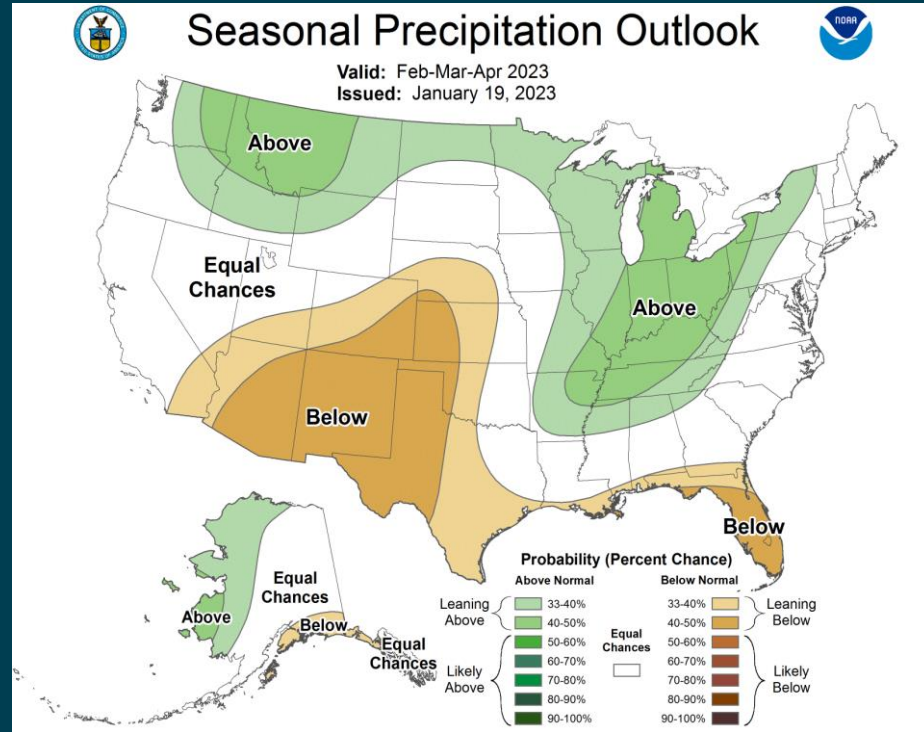 Seasonal Precipitation Outlook
NOAA
Valid: Feb-Mar-Apr 2023
Issued: January 19, 2023
Above
Equal
Chances
Above
Below
Below
Equal
Chances
Above
Below
Equal
Chances
Probability (Percent Chance)
Above Normal
Below Normal
Leaning
Above
33-40%
40-50%
Likely
Above
50-60%
60-70%
70-80%
80-90%
90-100%
Equal
Chances
33-40%
40-50%
Leaning
Below
50-60%
60-70%
70-80%
80-90%
90-100%
Likely
Below